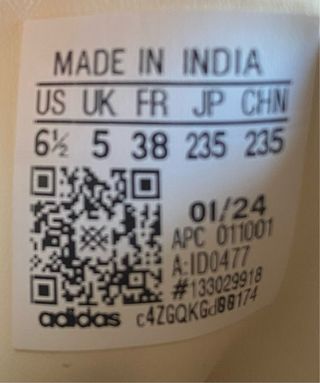 MADE IN INDIA
US UK FR JP CHN
6½ 5 38 235 235
01/24
APC 011001
A:ID0477
#133029918
adidas c4ZGQKGd80174